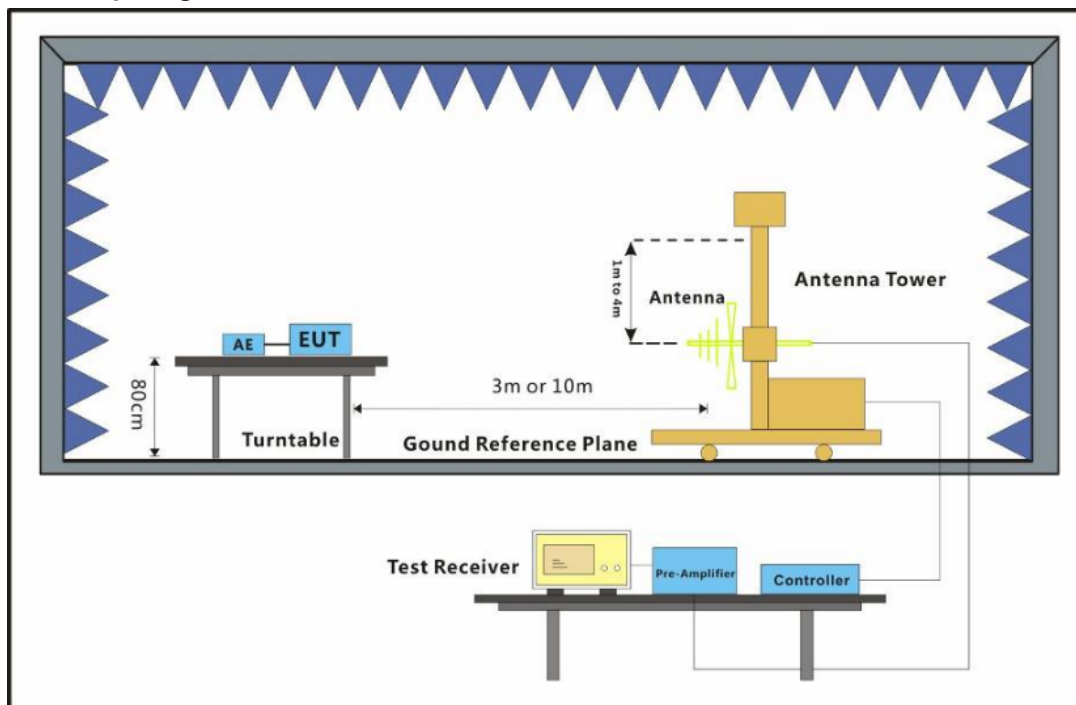 1m to 4m
Antenna
Antenna Tower
AE
EUT
80cm
3m or 10m
Turntable
Gound Reference Plane
Test Receiver
Pre-Amplifier
Controller